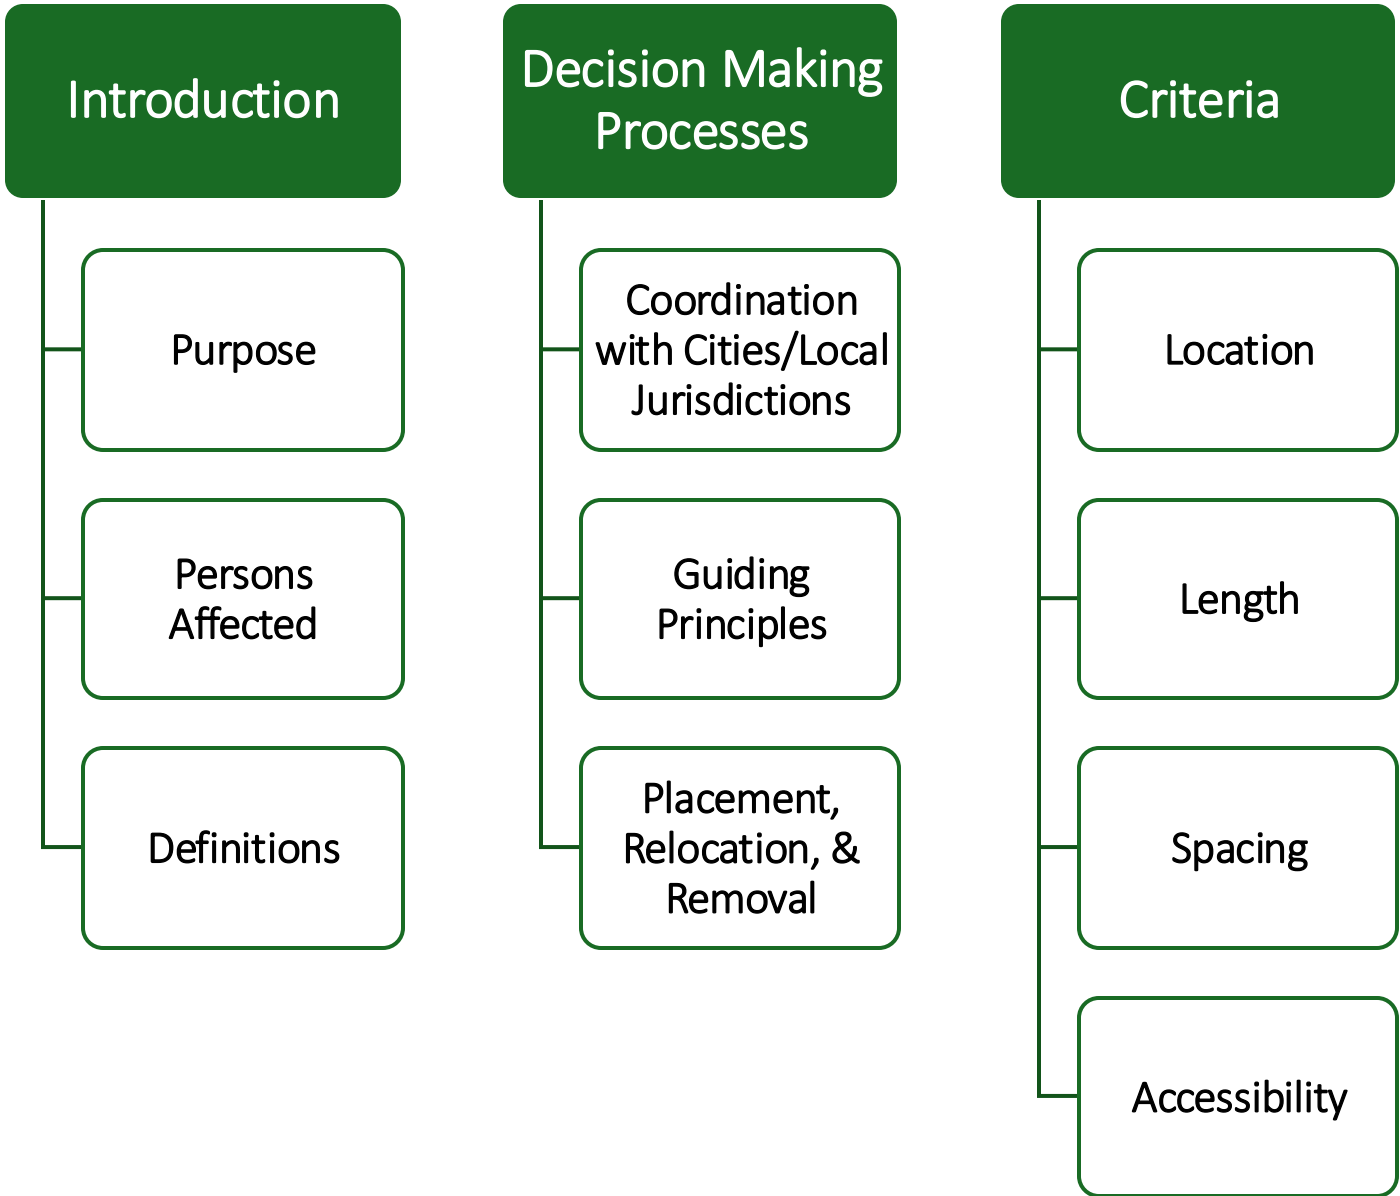 Introduction
Purpose
Persons
Affected
Definitions
Decision Making
Processes
Coordination
with Cities/Local
Jurisdictions
Guiding
Principles
Placement,
Relocation, &
Removal
Criteria
Location
Length
Spacing
Accessibility